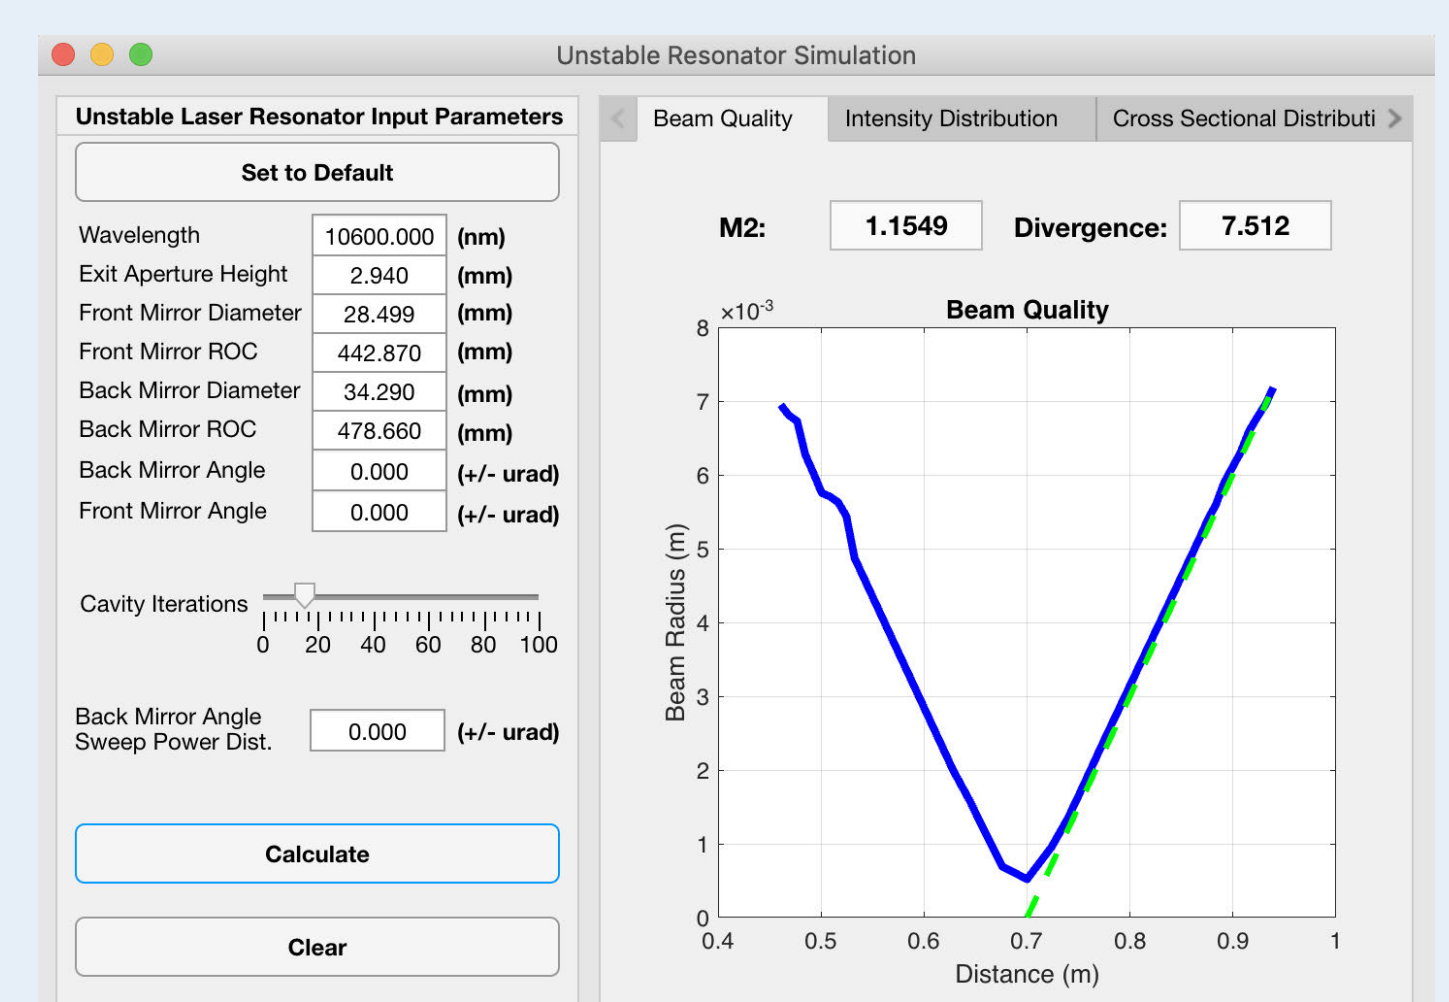 Unstable Resonator Simulation
Unstable Laser Resonator Input Parameters
Set to Default
Wavelength 10600.000 (nm)
Exit Aperture Height 2.940 (mm)
Front Mirror Diameter 28.499 (mm)
Front Mirror ROC 442.870 (mm)
Back Mirror Diameter 34.290 (mm)
Back Mirror ROC 478.660 (mm)
Back Mirror Angle 0.000 (+/- urad)
Front Mirror Angle 0.000 (+/- urad)
Cavity Iterations
0 20 40 60 80 100
Back Mirror Angle
Sweep Power Dist. 0.000 (+/- urad)
Calculate
Clear
Beam Quality Intensity Distribution Cross Sectional Distributi
M2: 1.1549 Divergence: 7.512
×10-3 Beam Quality
8
7
6
5
4
3
2
1
0
Beam Radius (m)
0.4 0.5 0.6 0.7 0.8 0.9 1
Distance (m)